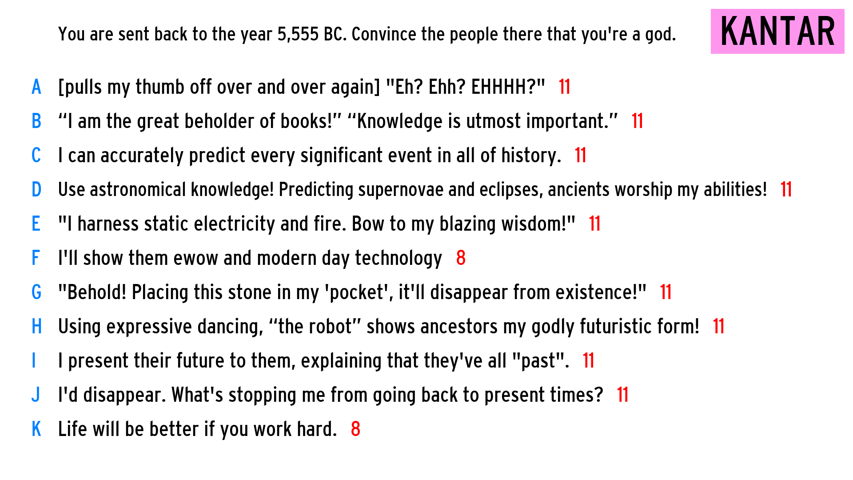 You are sent back to the year 5,555 BC. Convince the people there that you're a god.
KANTAR
A [pulls my thumb off over and over again] "Eh? Ehh? EHHHH?" 11
B “I am the great beholder of books!” “Knowledge is utmost important.” 11
C I can accurately predict every significant event in all of history. 11
D Use astronomical knowledge! Predicting supernovae and eclipses, ancients worship my abilities! 11
E "I harness static electricity and fire. Bow to my blazing wisdom!" 11
F I'll show them ewow and modern day technology 8
G "Behold! Placing this stone in my 'pocket', it'll disappear from existence!" 11
H Using expressive dancing, “the robot” shows ancestors my godly futuristic form! 11
I I present their future to them, explaining that they've all "past". 11
J I'd disappear. What's stopping me from going back to present times? 11
K Life will be better if you work hard. 8